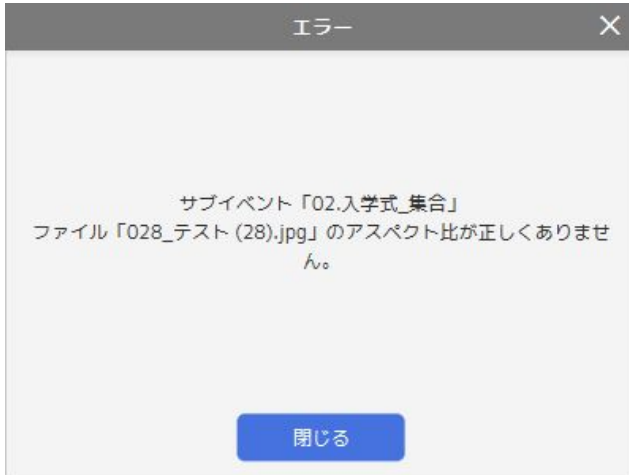 エラー
サブイベント「02.入学式_集合」
ファイル「028_テスト (28).jpg」のアスペクト比が正しくありませ
ん。
閉じる